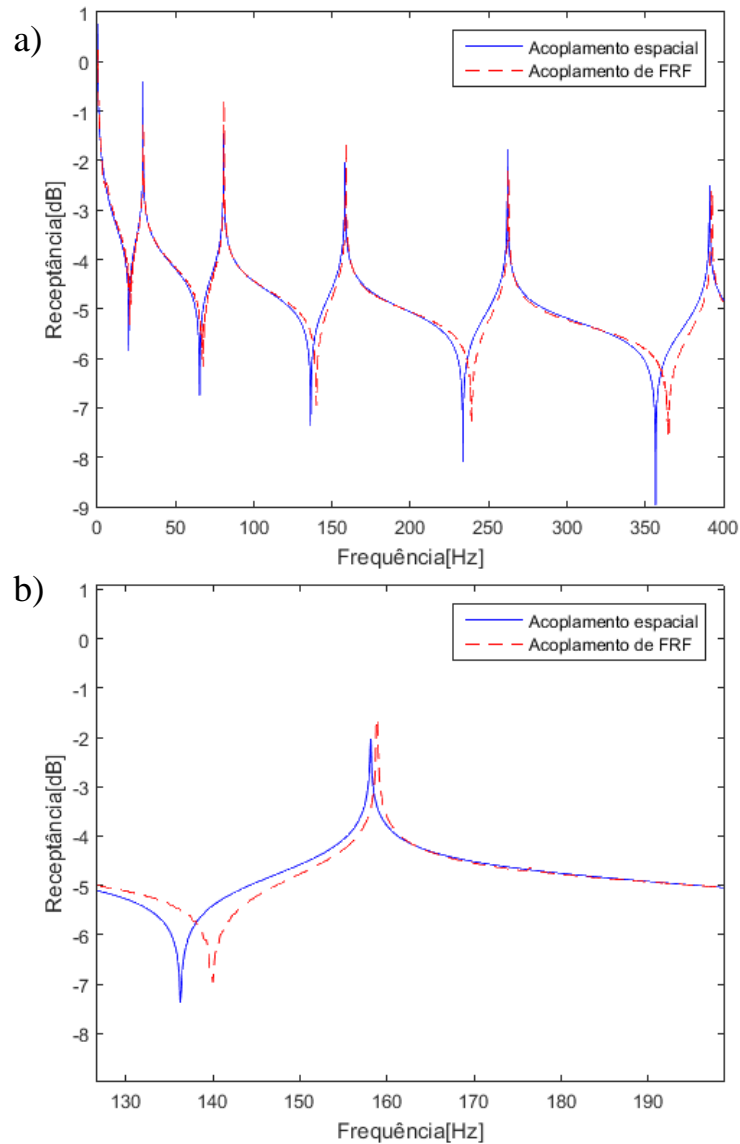 a)
1
0
-1
-2
-3
-4
-5
-6
-7
-8
-9
Receptância[dB]
Acoplamento espacial
Acoplamento de FRF
0 50 100 150 200 250 300 350 400
Frequência[Hz]
b)
1
0
-1
-2
-3
-4
-5
-6
-7
-8
Receptância[dB]
Acoplamento espacial
Acoplamento de FRF
130 140 150 160 170 180 190
Frequência[Hz]